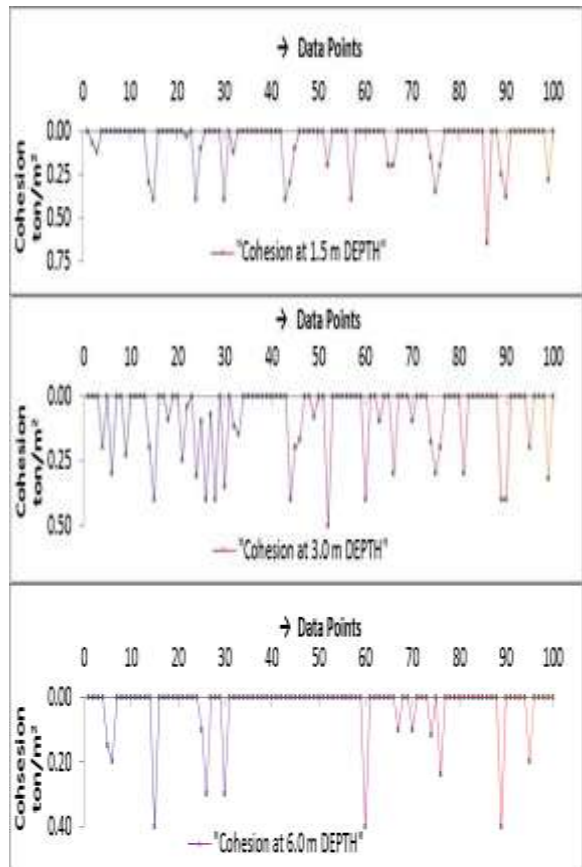 → Data Points
0 10 20 30 40 50 60 70 80 90 100
0.00
0.25
0.50
0.75
Cohesion
ton/m²
"Cohesion at 1.5 m DEPTH"
→ Data Points
0 10 20 30 40 50 60 70 80 90 100
0.00
0.25
0.50
Cohesion
ton/m²
"Cohesion at 3.0 m DEPTH"
→ Data Points
0 10 20 30 40 50 60 70 80 90 100
0.00
0.20
0.40
Cohsesion
ton/m²
"Cohesion at 6.0 m DEPTH"